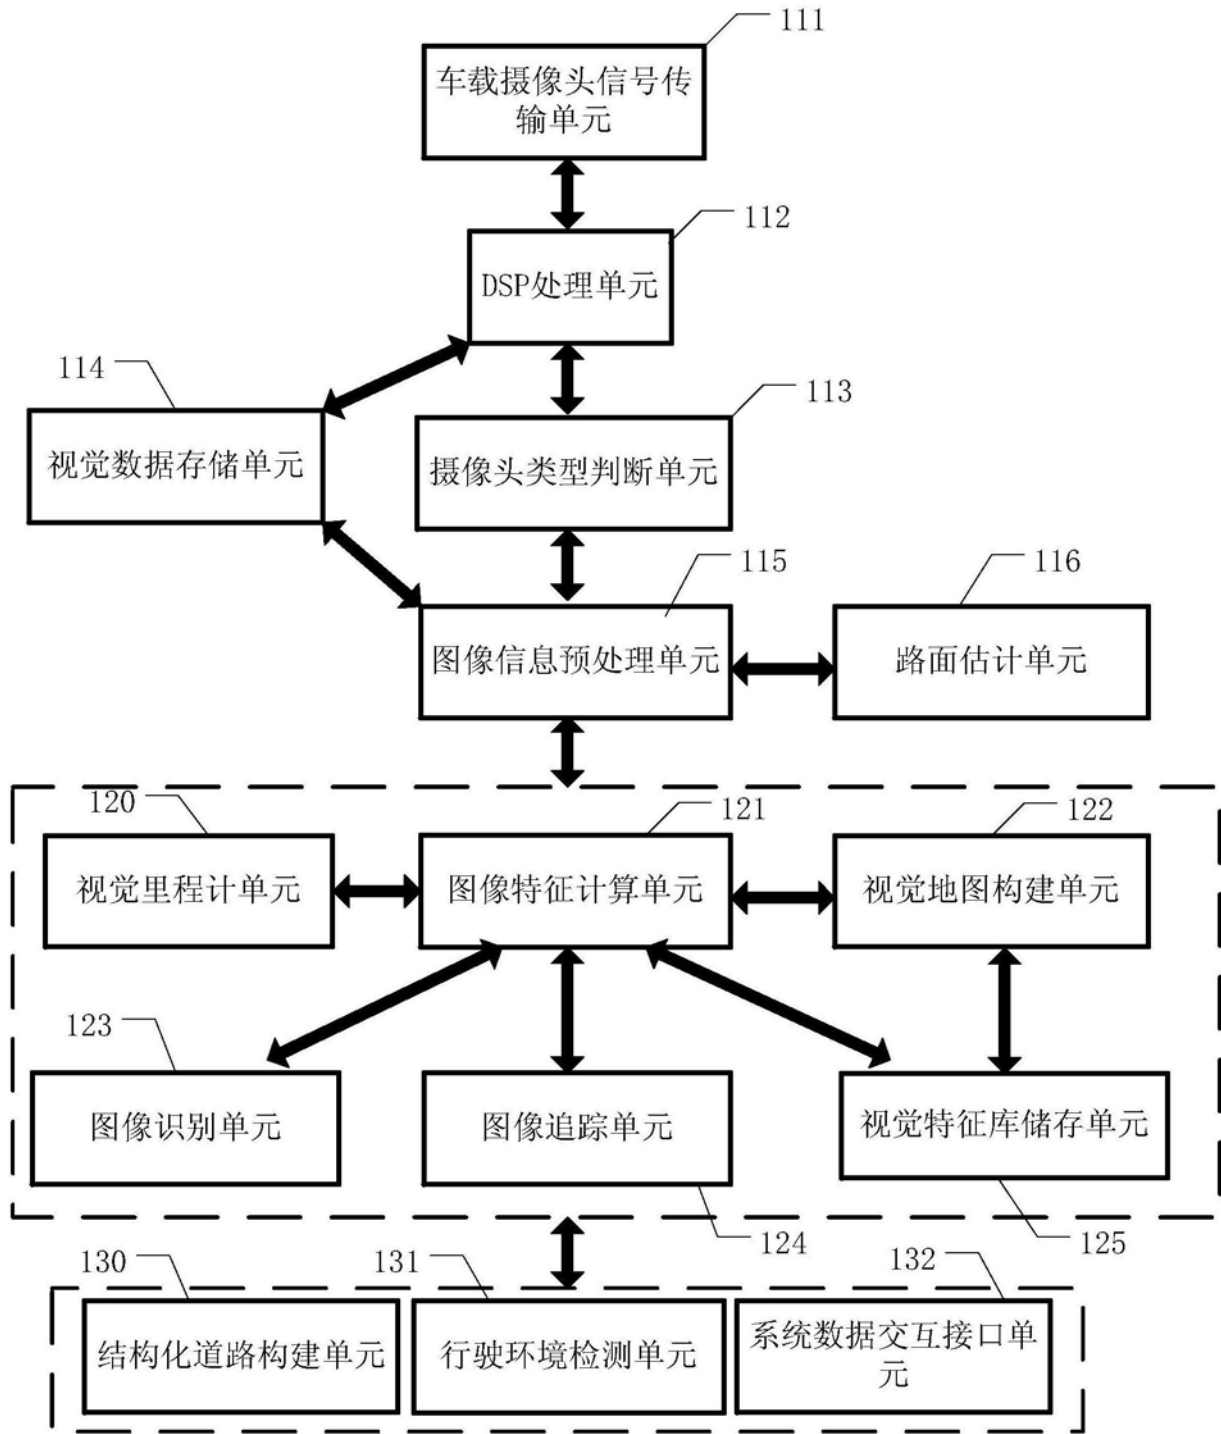 111
车载摄像头信号传
输单元
112
DSP处理单元
114
113
视觉数据存储单元
摄像头类型判断单元
115
116
图像信息预处理单元
路面估计单元
120
121
122
视觉里程计单元
图像特征计算单元
视觉地图构建单元
123
图像识别单元
图像追踪单元
视觉特征库储存单元
124
125
130
131
132
结构化道路构建单元
行驶环境检测单元
系统数据交互接口单
元